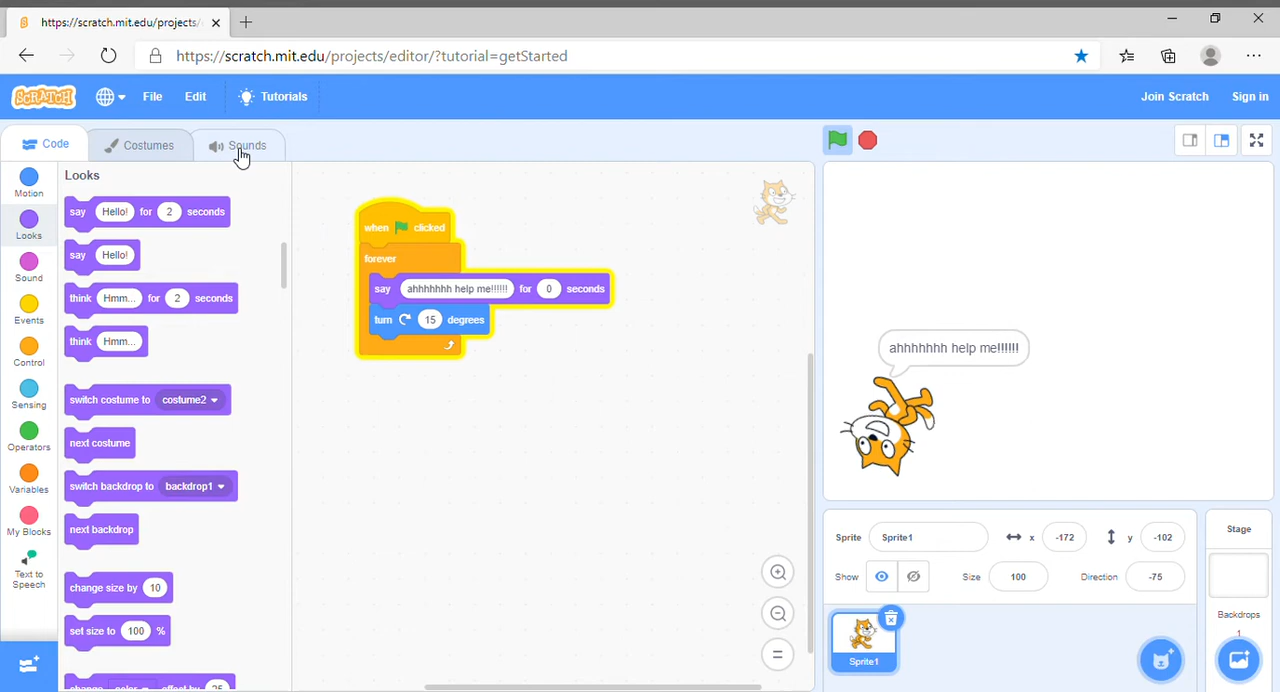 https://scratch.mit.edu/projects/
https://scratch.mit.edu/projects/editor/?tutorial=getStarted
SCRATCH File Edit Tutorials Join Scratch Sign in
Code Costumes Sounds
Motion
Looks
Sound
Events
Control
Sensing
Operators
Variables
My Blocks
Text to
Speech
Looks
say Hello! for 2 seconds
say Hello!
think Hmm... for 2 seconds
think Hmm...
switch costume to costume2
next costume
switch backdrop to backdrop1
next backdrop
change size by 10
set size to 100 %
change color effect by 25
when clicked
forever
say ahhhhhhh help me!!!!!! for 0 seconds
turn 15 degrees
ahhhhhhh help me!!!!!!
Sprite Sprite1 x -172 y -102
Show Size 100 Direction -75
Sprite1
Stage
Backdrops
1